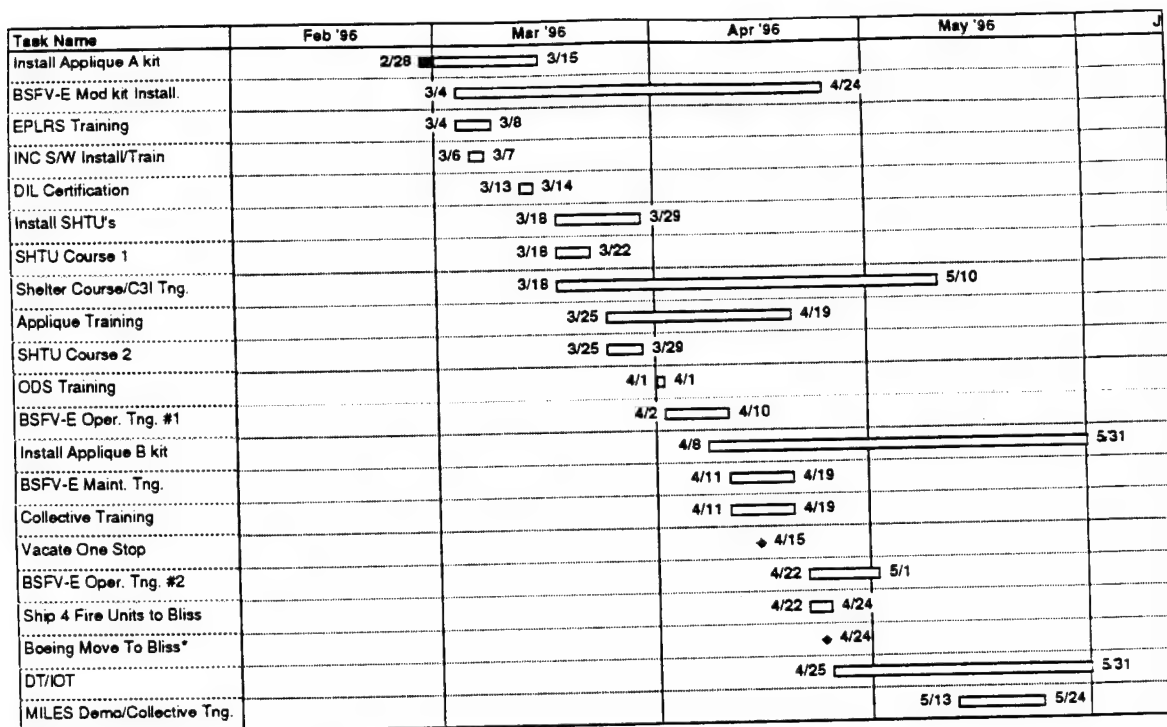 Task Name Feb '96 Mar '96 Apr '96 May '96 J
Install Applique A kit 2/28 3/15
BSFV-E Mod kit Install. 3/4 4/24
EPLRS Training 3/4 3/8
INC S/W Install/Train 3/6 3/7
DIL Certification 3/13 3/14
Install SHTU's 3/18 3/29
SHTU Course 1 3/18 3/22
Shelter Course/C3I Tng. 3/18 5/10
Applique Training 3/25 4/19
SHTU Course 2 3/25 3/29
ODS Training 4/1 4/1
BSFV-E Oper. Tng. #1 4/2 4/10
Install Applique B kit 4/8 5/31
BSFV-E Maint. Tng. 4/11 4/19
Collective Training 4/11 4/19
Vacate One Stop 4/15
BSFV-E Oper. Tng. #2 4/22 5/1
Ship 4 Fire Units to Bliss 4/22 4/24
Boeing Move To Bliss* 4/24
DT/IOT 4/25 5/31
MILES Demo/Collective Tng. 5/13 5/24